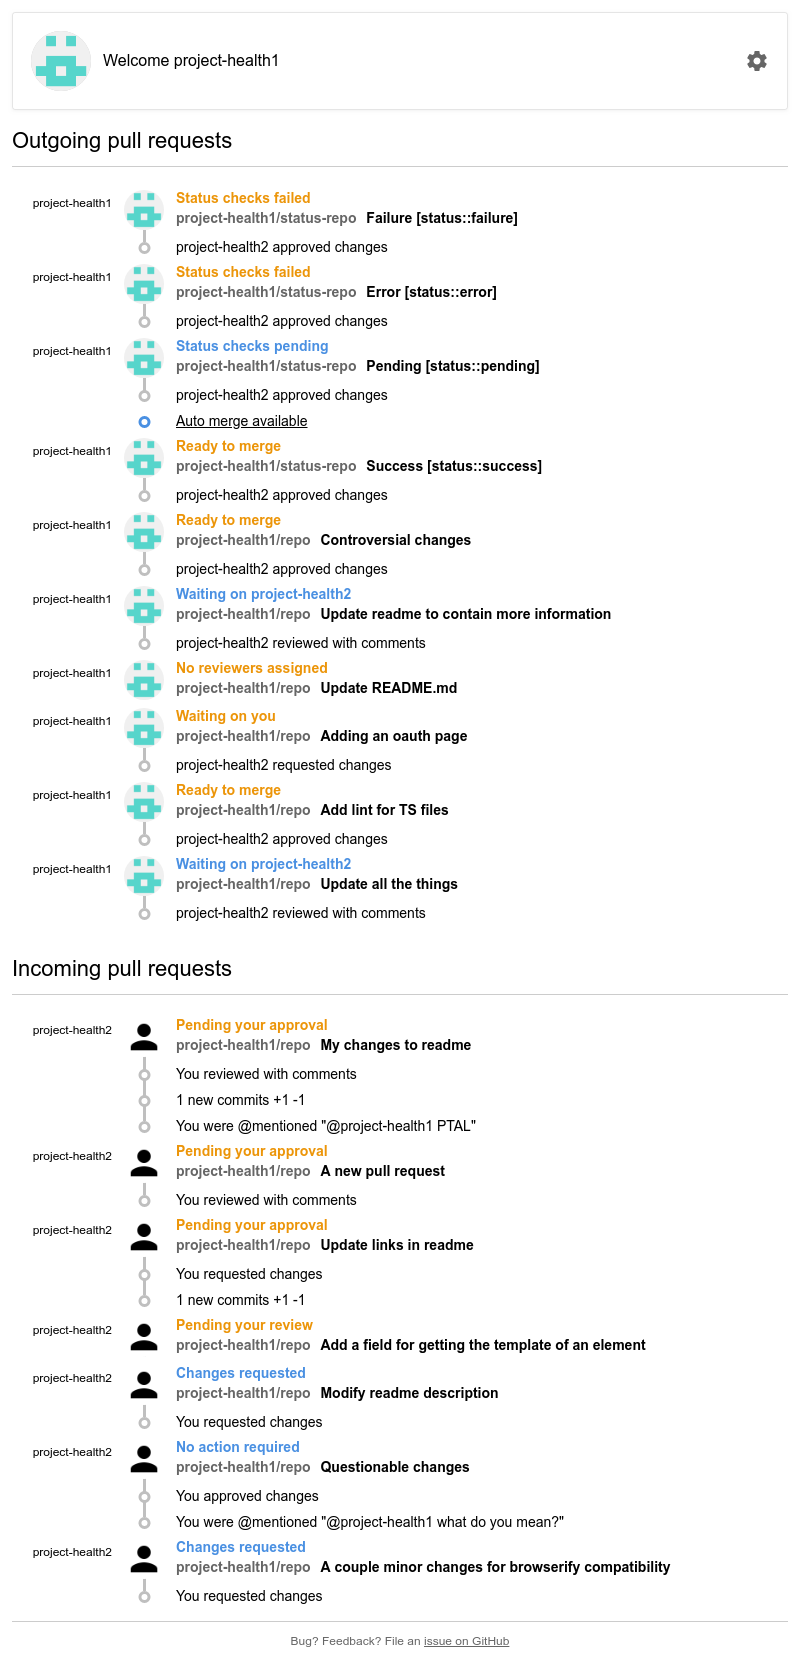 Welcome project-health1
Outgoing pull requests
project-health1
Status checks failed
project-health1/status-repo Failure [status::failure]
project-health2 approved changes
project-health1
Status checks failed
project-health1/status-repo Error [status::error]
project-health2 approved changes
project-health1
Status checks pending
project-health1/status-repo Pending [status::pending]
project-health2 approved changes
Auto merge available
project-health1
Ready to merge
project-health1/status-repo Success [status::success]
project-health2 approved changes
project-health1
Ready to merge
project-health1/repo Controversial changes
project-health2 approved changes
project-health1
Waiting on project-health2
project-health1/repo Update readme to contain more information
project-health2 reviewed with comments
project-health1
No reviewers assigned
project-health1/repo Update README.md
project-health1
Waiting on you
project-health1/repo Adding an oauth page
project-health2 requested changes
project-health1
Ready to merge
project-health1/repo Add lint for TS files
project-health2 approved changes
project-health1
Waiting on project-health2
project-health1/repo Update all the things
project-health2 reviewed with comments
Incoming pull requests
project-health2
Pending your approval
project-health1/repo My changes to readme
You reviewed with comments
1 new commits +1 -1
You were @mentioned "@project-health1 PTAL"
project-health2
Pending your approval
project-health1/repo A new pull request
You reviewed with comments
project-health2
Pending your approval
project-health1/repo Update links in readme
You requested changes
1 new commits +1 -1
project-health2
Pending your review
project-health1/repo Add a field for getting the template of an element
project-health2
Changes requested
project-health1/repo Modify readme description
You requested changes
project-health2
No action required
project-health1/repo Questionable changes
You approved changes
You were @mentioned "@project-health1 what do you mean?"
project-health2
Changes requested
project-health1/repo A couple minor changes for browserify compatibility
You requested changes
Bug? Feedback? File an issue on GitHub